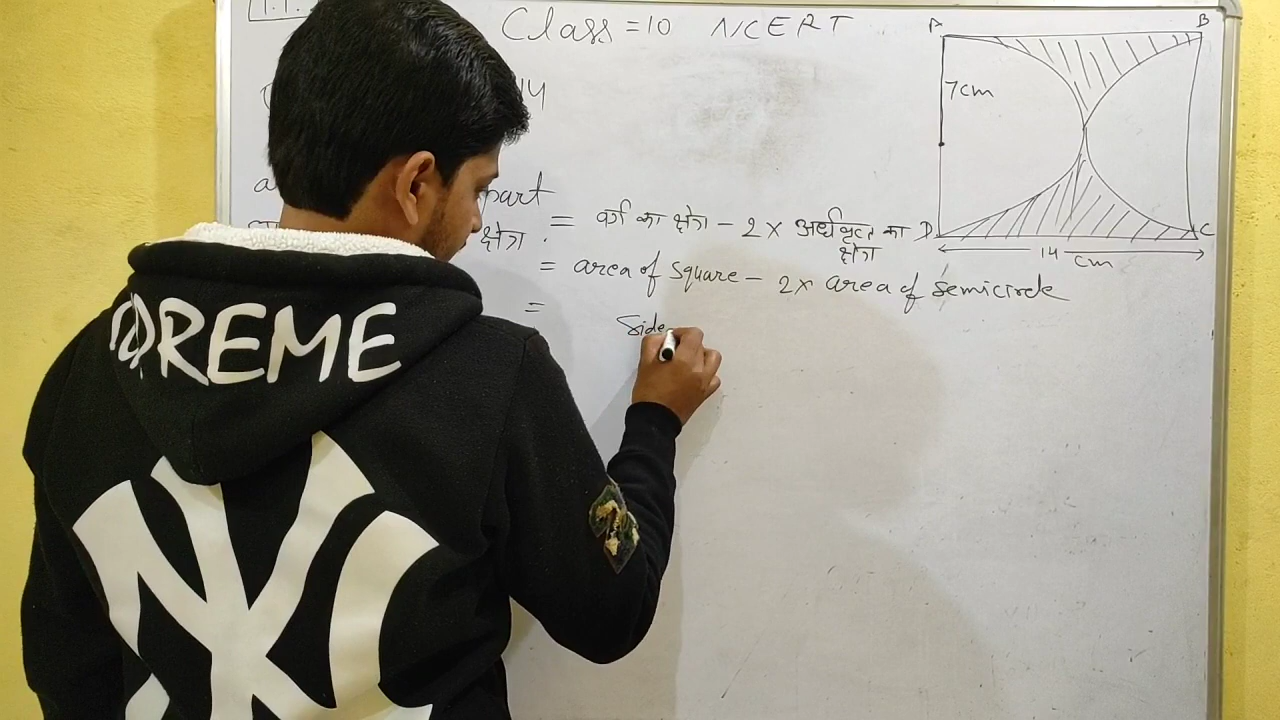 Class = 10 NCERT
A
B
7cm
14
part
क्षेत्र . = वर्ग का क्षेत्र - 2 × अर्धवृत्त का क्षेत्र
D
C
14 cm
= area of square - 2× area of semicircle
=
Side
REME
NY